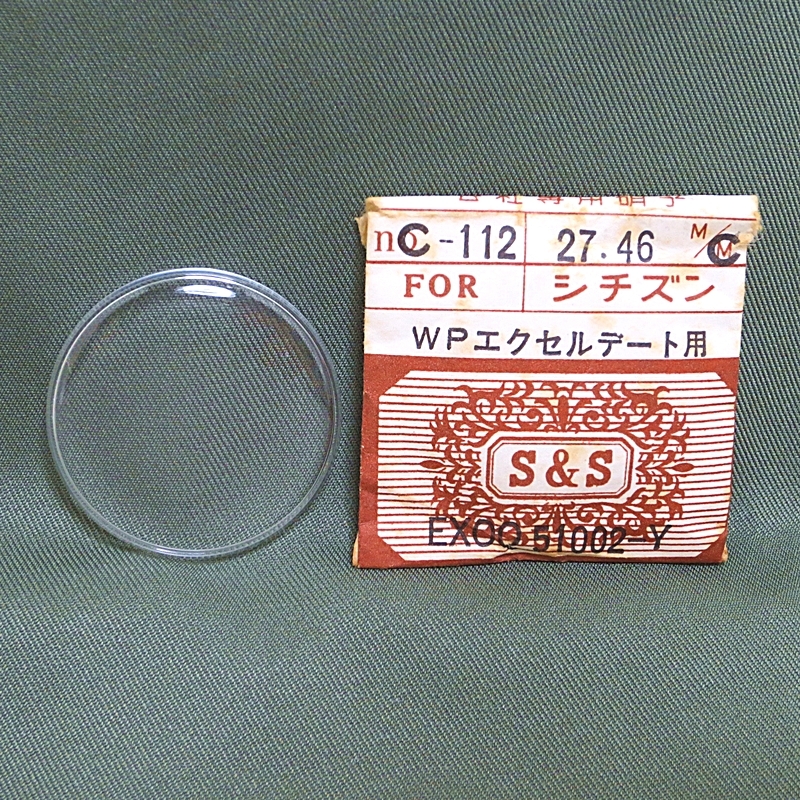 no C-112 27.46 M/M C
FOR シチズン
WPエクセルデート用
S & S
EXOQ 51002-Y